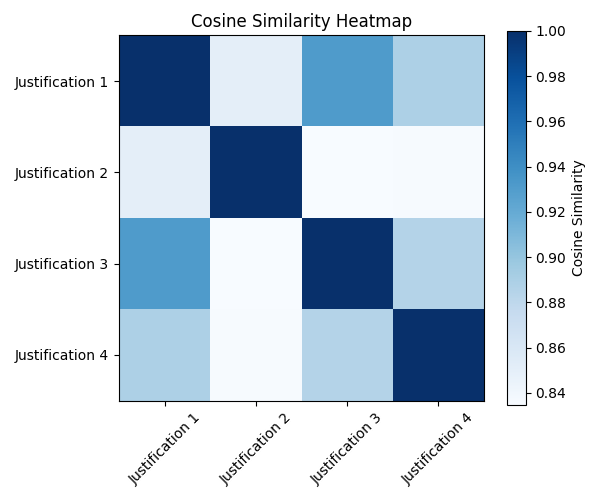 Cosine Similarity Heatmap
Justification 1
Justification 2
Justification 3
Justification 4
Justification 1
Justification 2
Justification 3
Justification 4
1.00
0.98
0.96
0.94
0.92
0.90
0.88
0.86
0.84
Cosine Similarity